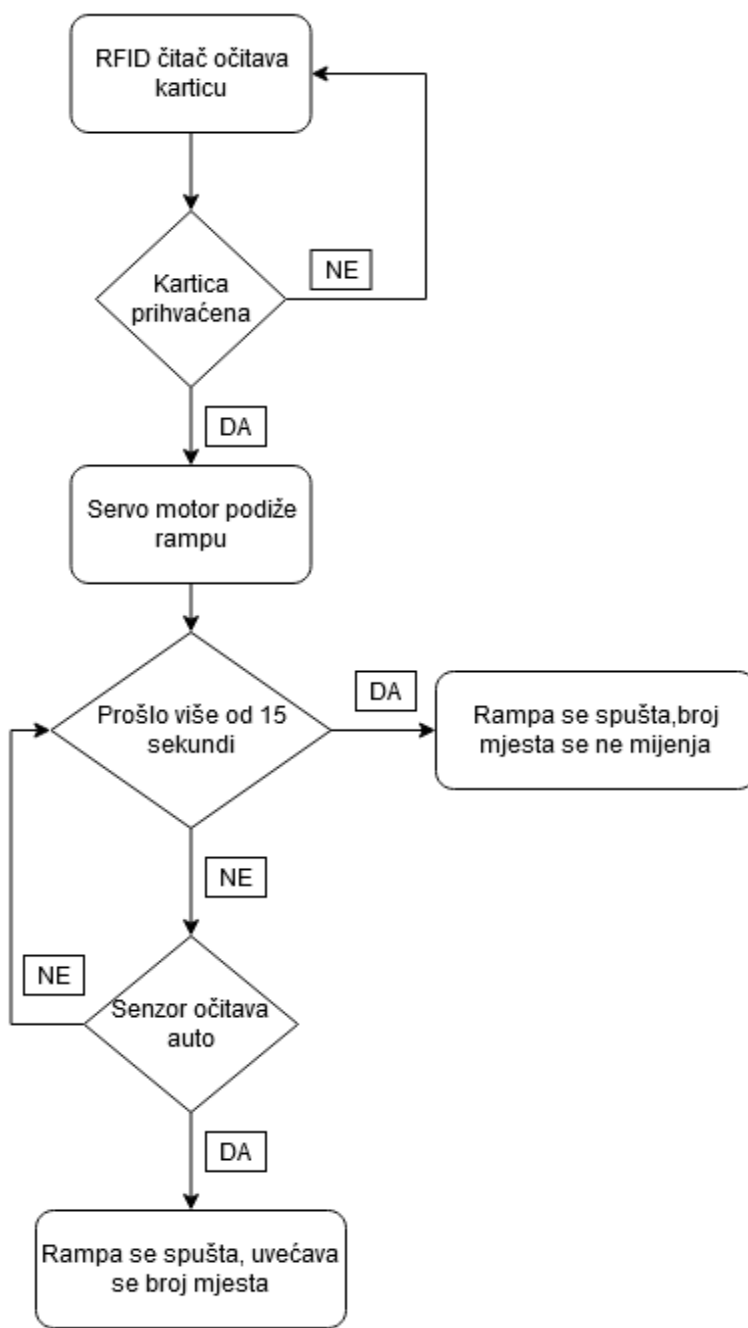 RFID čitač očitava
karticu
NE
Kartica
prihvaćena
DA
Servo motor podiže
rampu
DA
Prošlo više od 15
sekundi
Rampa se spušta,broj
mjesta se ne mijenja
NE
NE
Senzor očitava
auto
DA
Rampa se spušta, uvećava
se broj mjesta